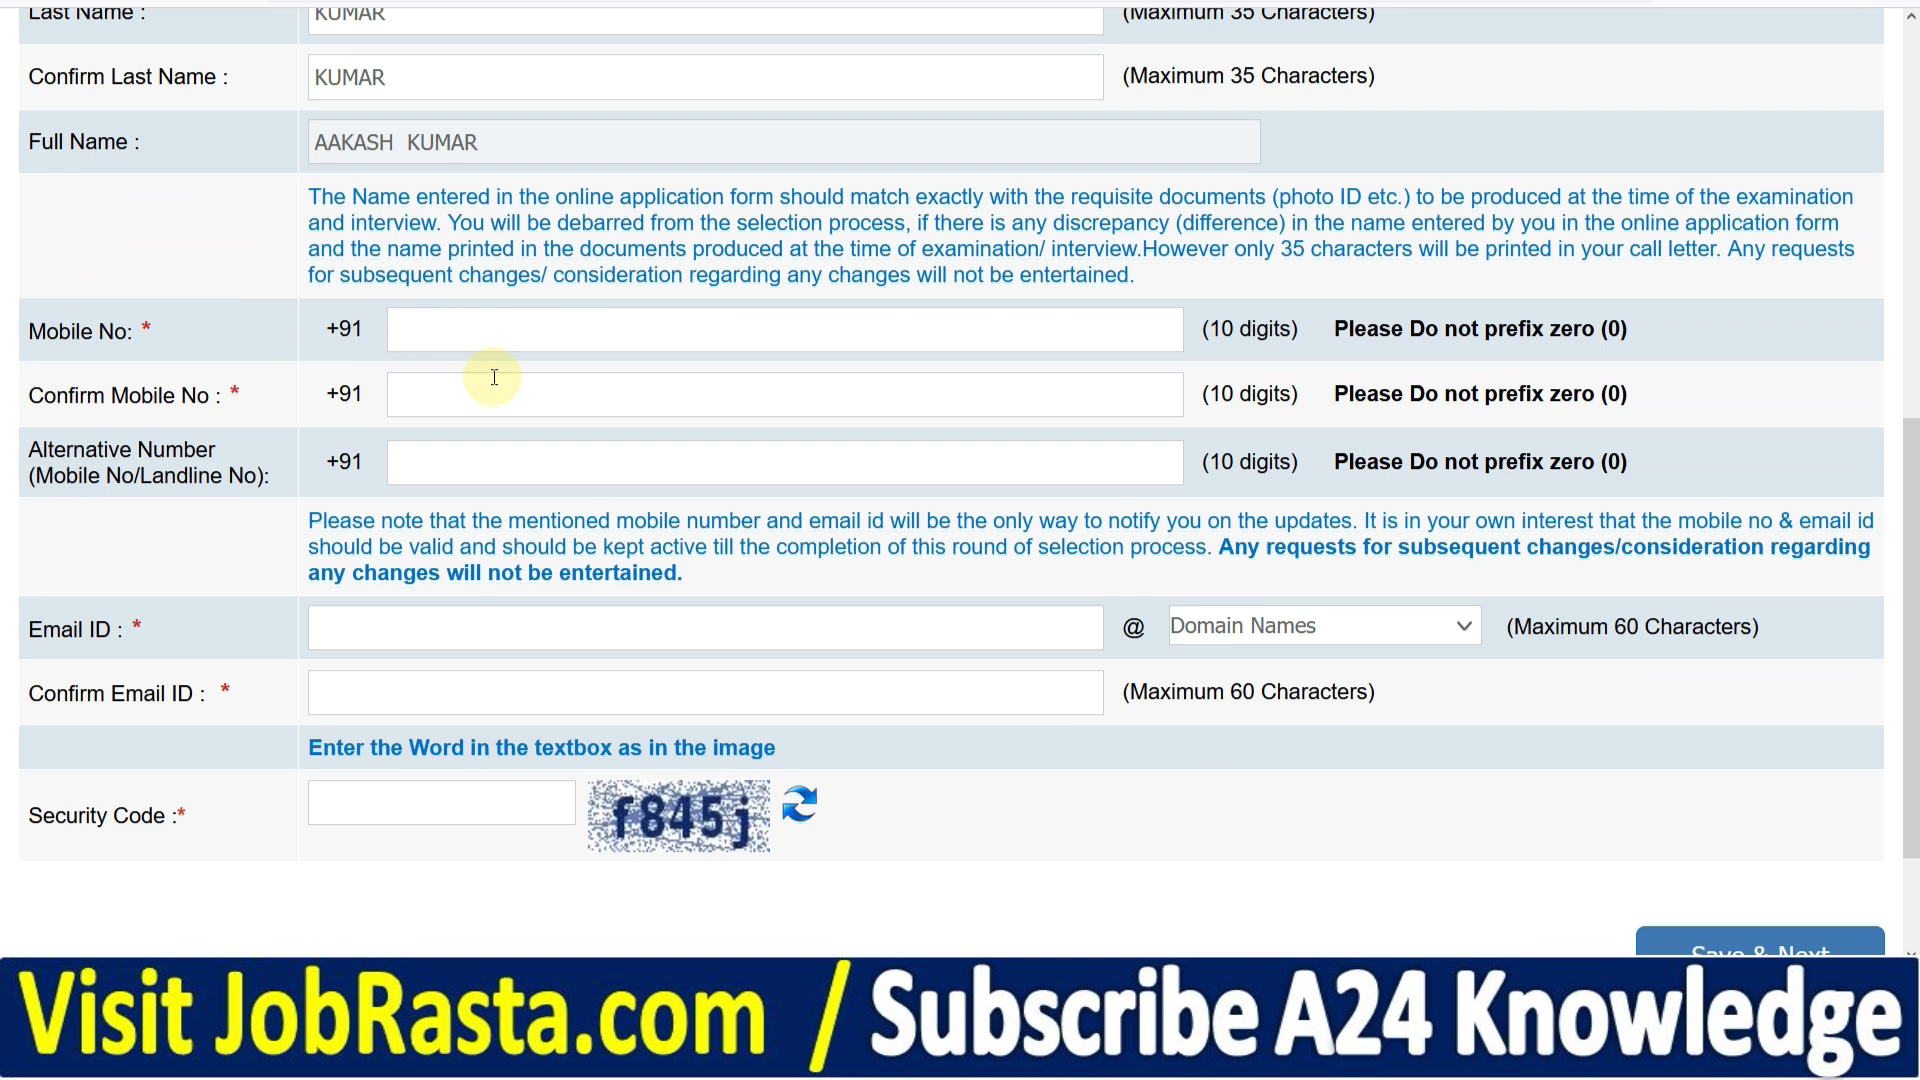 Last Name : KUMAR (Maximum 35 Characters)
Confirm Last Name : KUMAR (Maximum 35 Characters)
Full Name : AAKASH KUMAR
The Name entered in the online application form should match exactly with the requisite documents (photo ID etc.) to be produced at the time of the examination
and interview. You will be debarred from the selection process, if there is any discrepancy (difference) in the name entered by you in the online application form
and the name printed in the documents produced at the time of examination/ interview.However only 35 characters will be printed in your call letter. Any requests
for subsequent changes/ consideration regarding any changes will not be entertained.
Mobile No: * +91 (10 digits) Please Do not prefix zero (0)
Confirm Mobile No : * +91 (10 digits) Please Do not prefix zero (0)
Alternative Number
(Mobile No/Landline No): +91 (10 digits) Please Do not prefix zero (0)
Please note that the mentioned mobile number and email id will be the only way to notify you on the updates. It is in your own interest that the mobile no & email id
should be valid and should be kept active till the completion of this round of selection process. Any requests for subsequent changes/consideration regarding
any changes will not be entertained.
Email ID : * @ Domain Names (Maximum 60 Characters)
Confirm Email ID : * (Maximum 60 Characters)
Enter the Word in the textbox as in the image
Security Code :* f845j
Save & Next
Visit JobRasta.com / Subscribe A24 Knowledge